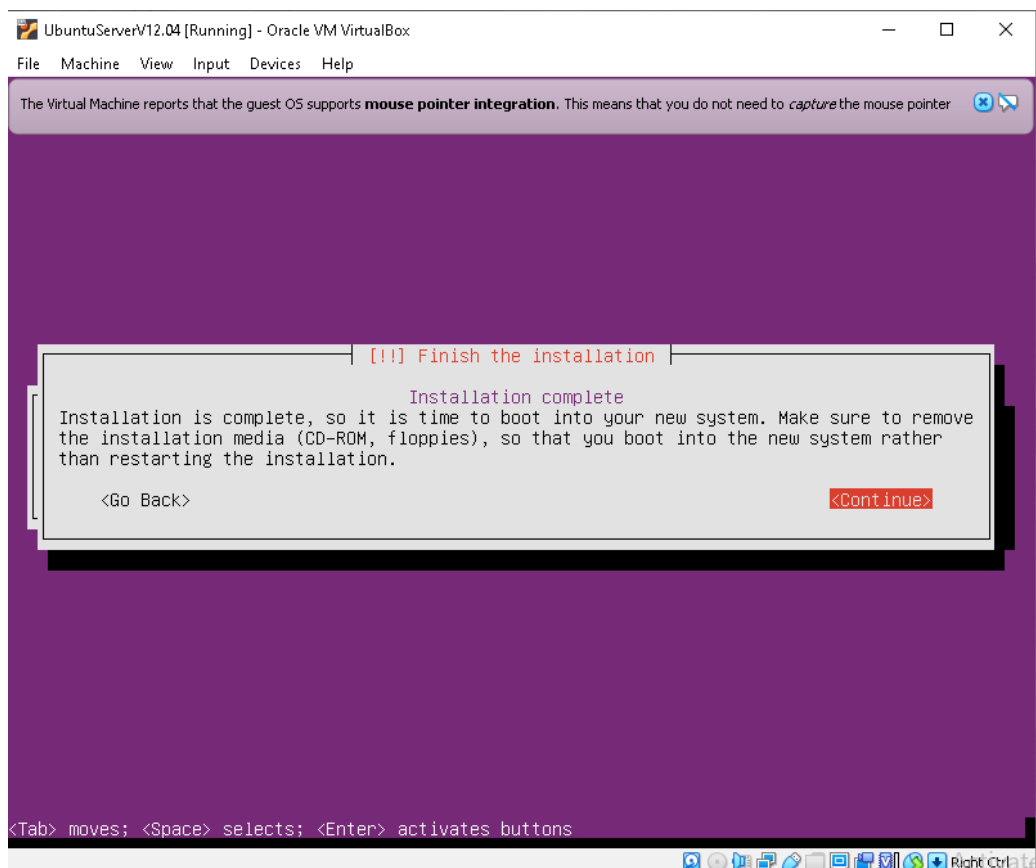 UbuntuServerV12.04 [Running] - Oracle VM VirtualBox
File Machine View Input Devices Help
The Virtual Machine reports that the guest OS supports mouse pointer integration. This means that you do not need to capture the mouse pointer
[!!] Finish the installation
Installation complete
Installation is complete, so it is time to boot into your new system. Make sure to remove
the installation media (CD-ROM, floppies), so that you boot into the new system rather
than restarting the installation.
<Go Back> <Continue>
<Tab> moves; <Space> selects; <Enter> activates buttons
Right Ctrl